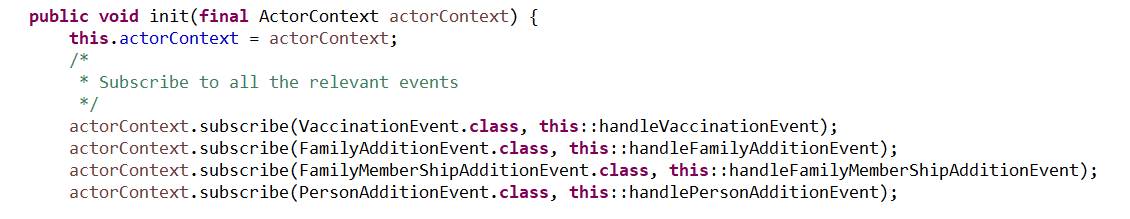 public void init(final ActorContext actorContext) {
this.actorContext = actorContext;
/*
* Subscribe to all the relevant events
*/
actorContext.subscribe(VaccinationEvent.class, this::handleVaccinationEvent);
actorContext.subscribe(FamilyAdditionEvent.class, this::handleFamilyAdditionEvent);
actorContext.subscribe(FamilyMemberShipAdditionEvent.class, this::handleFamilyMemberShipAdditionEvent);
actorContext.subscribe(PersonAdditionEvent.class, this::handlePersonAdditionEvent);